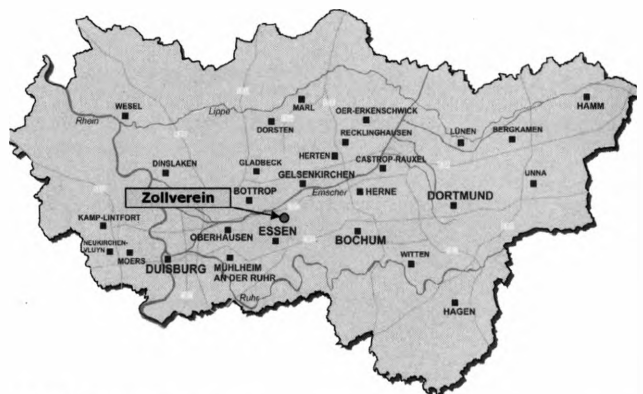 MARL
HAMM
WESEL
Rhein
Lippe
OER-ERKENSCHWICK
DORSTEN
RECKLINGHAUSEN
LÜNEN
BERGKAMEN
HERTEN
CASTROP-RAUXEL
DINSLAKEN
GLADBECK
GELSENKIRCHEN
UNNA
Emscher
Zollverein
BOTTROP
HERNE
DORTMUND
KAMP-LINTFORT
OBERHAUSEN
ESSEN
BOCHUM
NEUKIRCHEN-
VLUYN
MOERS
DUISBURG
MÜHLHEIM
AN DER RUHR
WITTEN
Ruhr
HAGEN